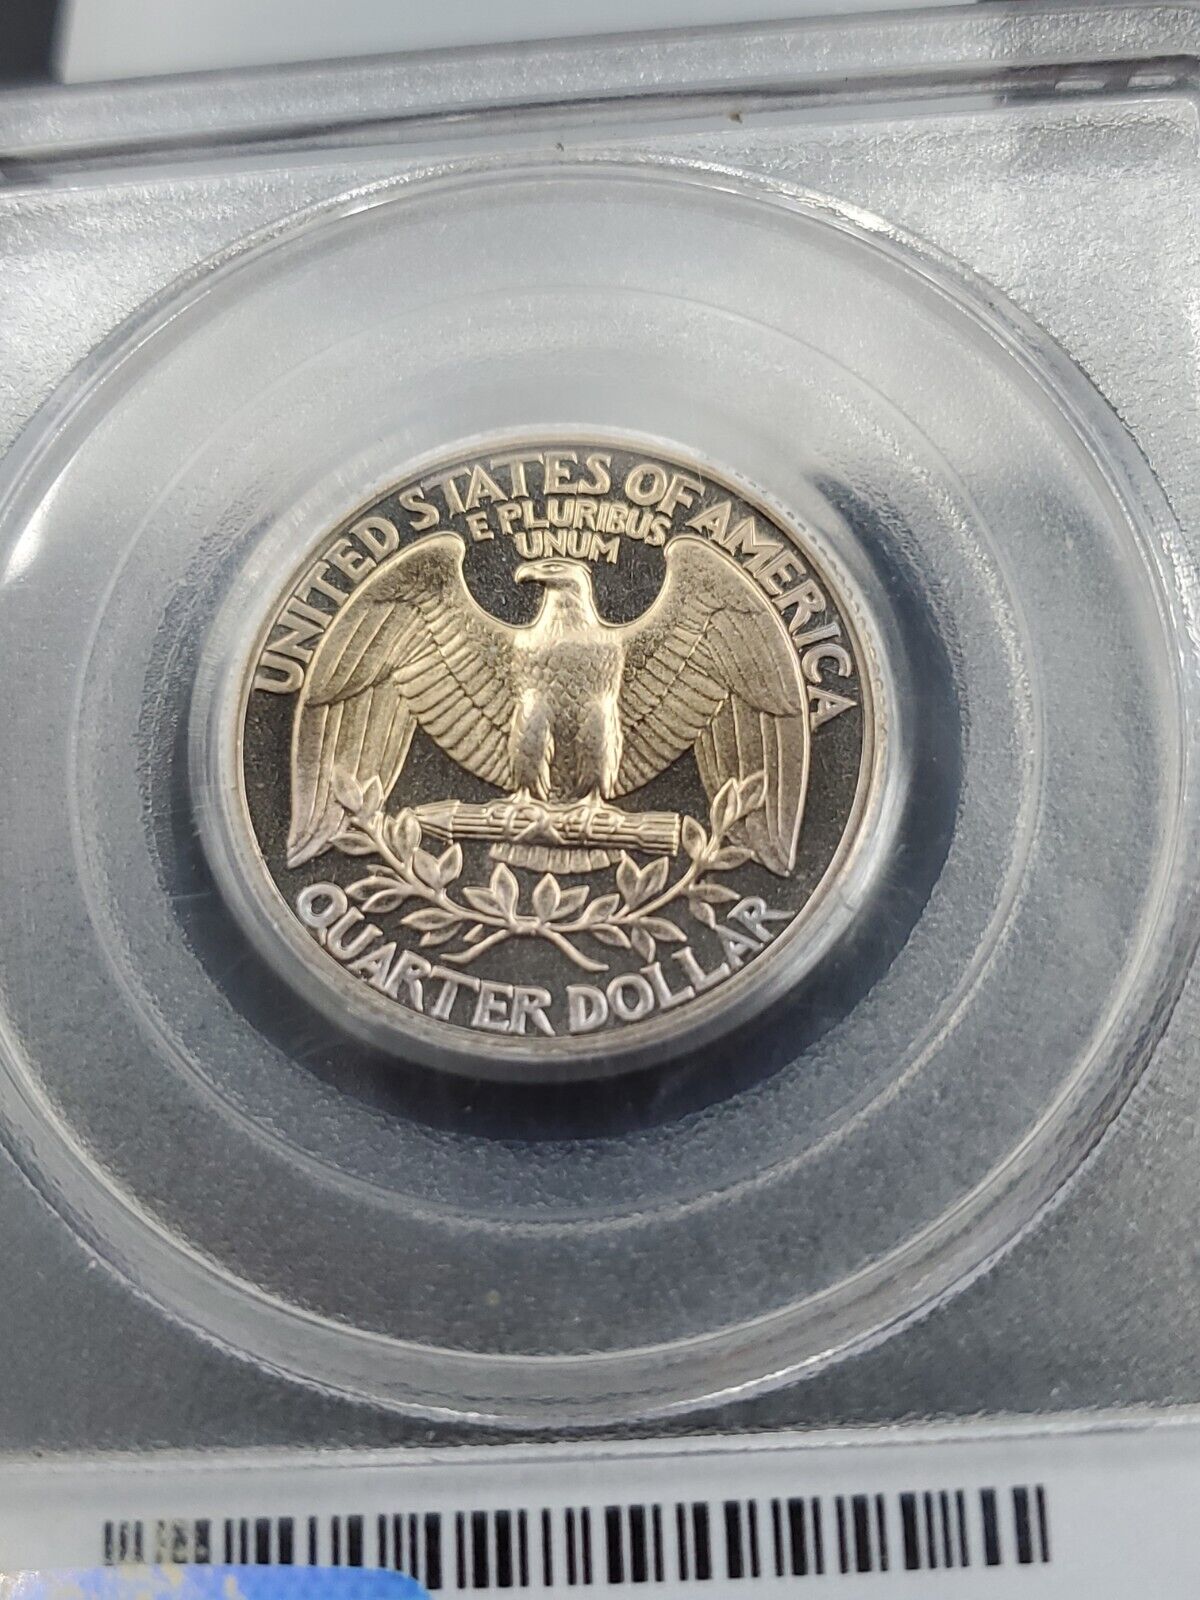 UNITED STATES OF AMERICA
E PLURIBUS
UNUM
QUARTER DOLLAR